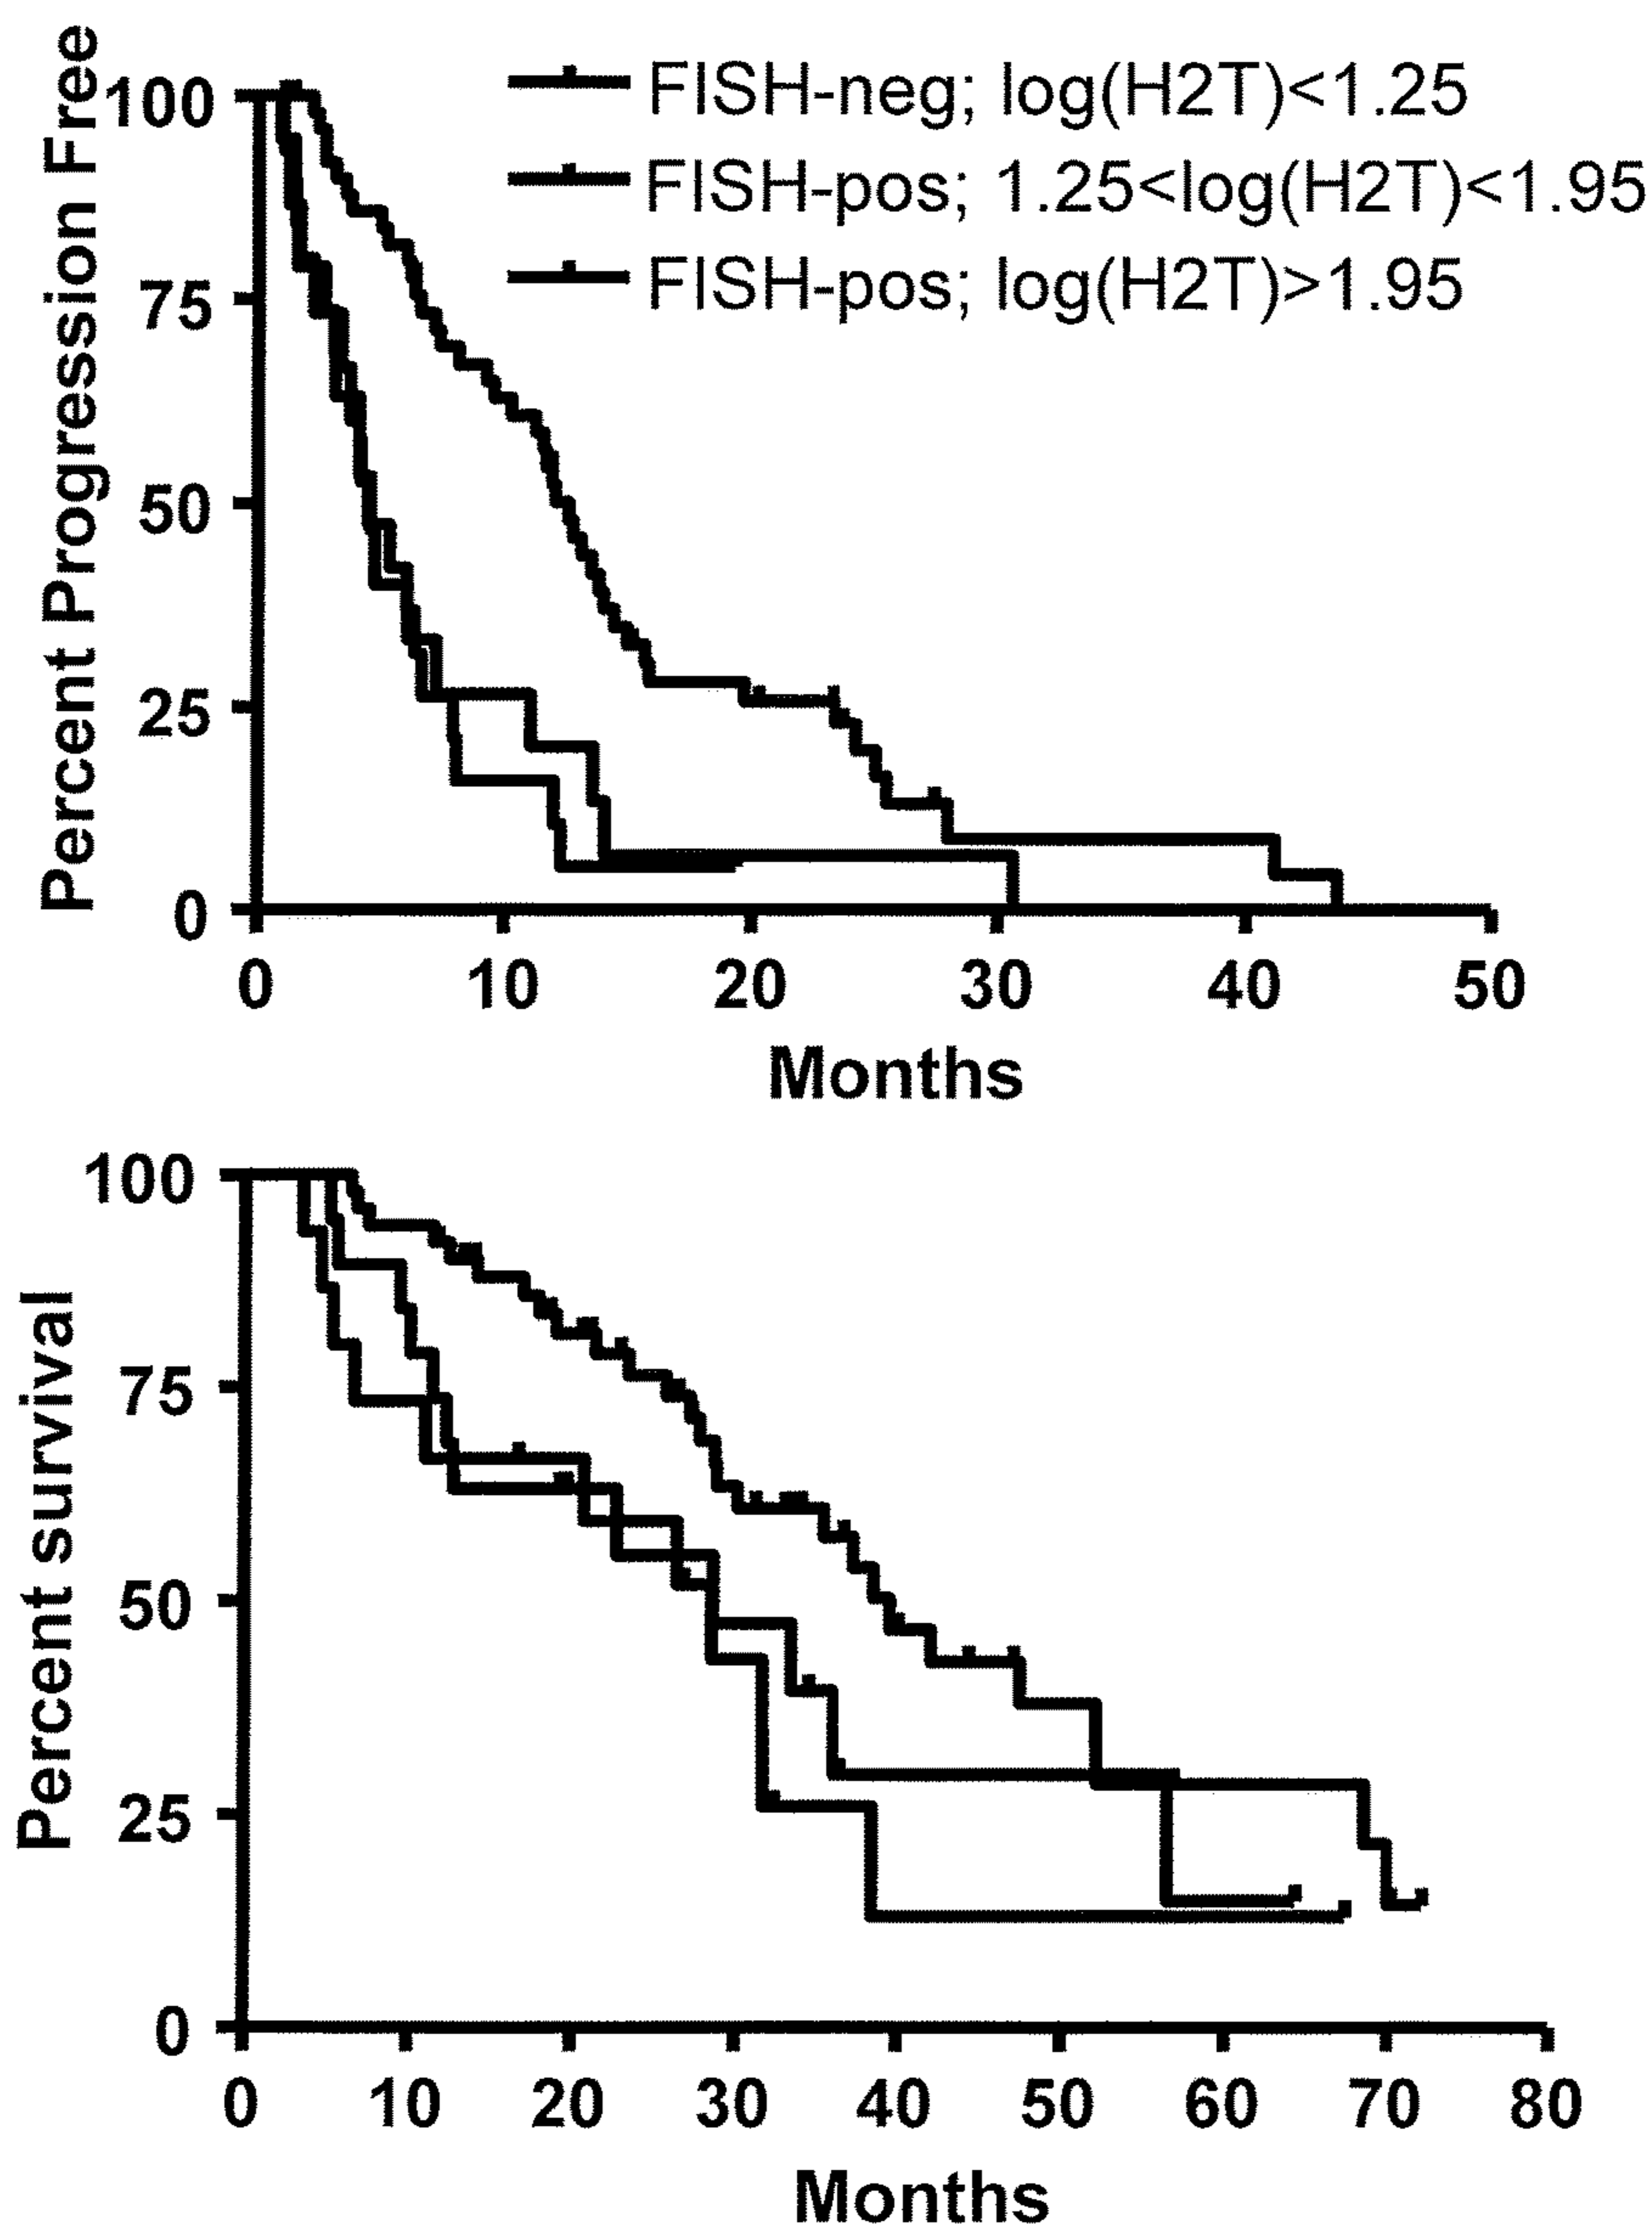 Percent Progression Free
100
75
50
25
0
FISH-neg; log(H2T)<1.25
FISH-pos; 1.25<log(H2T)<1.95
FISH-pos; log(H2T)>1.95
0 10 20 30 40 50
Months
Percent survival
100
75
50
25
0
0 10 20 30 40 50 60 70 80
Months